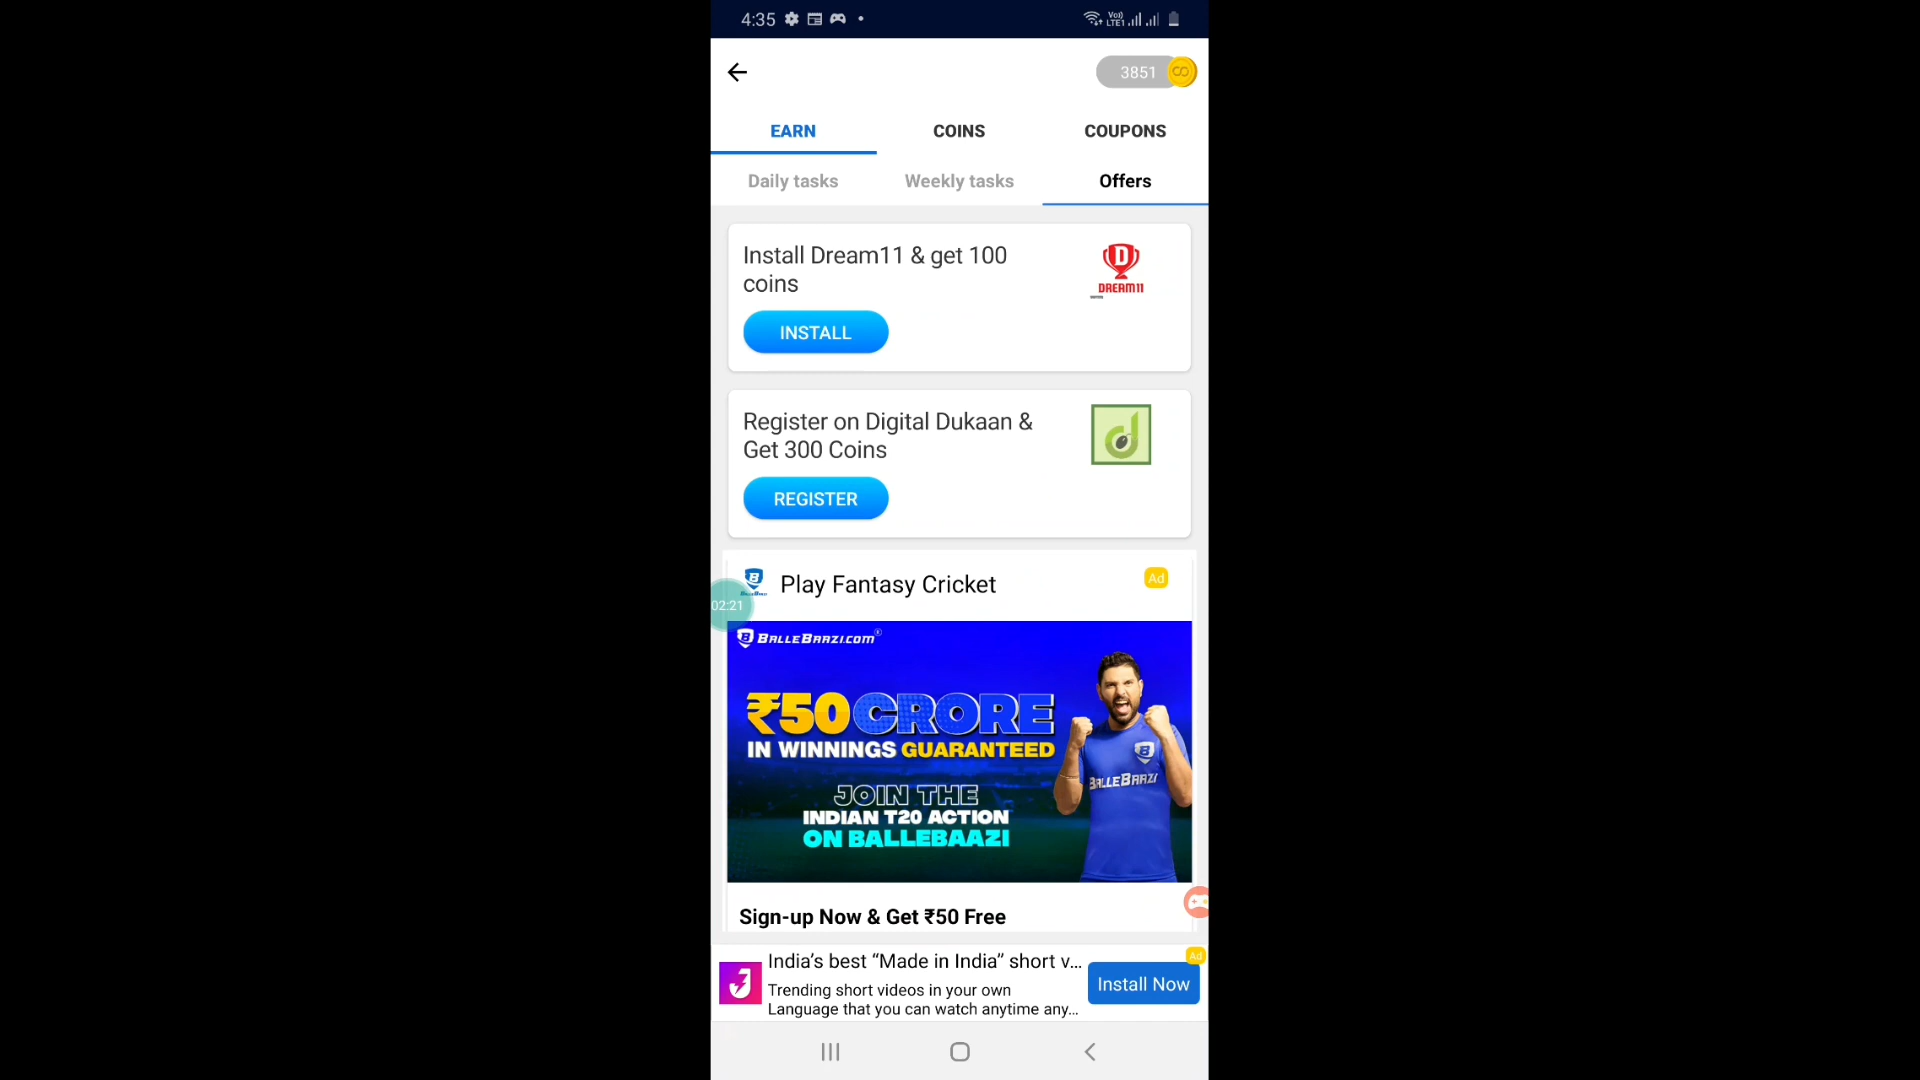 4:35
Vo) LTE1
3851
EARN COINS COUPONS
Daily tasks Weekly tasks Offers
Install Dream11 & get 100
coins
D
DREAM11
INSTALL
Register on Digital Dukaan &
Get 300 Coins
REGISTER
Play Fantasy Cricket
Ad
02:21
BALLEBAAZI.COM
₹50 CRORE
IN WINNINGS GUARANTEED
JOIN THE
INDIAN T20 ACTION
ON BALLEBAAZI
BALLEBAAZI
Sign-up Now & Get ₹50 Free
Ad
India’s best “Made in India” short v...
Trending short videos in your own
Language that you can watch anytime any...
Install Now